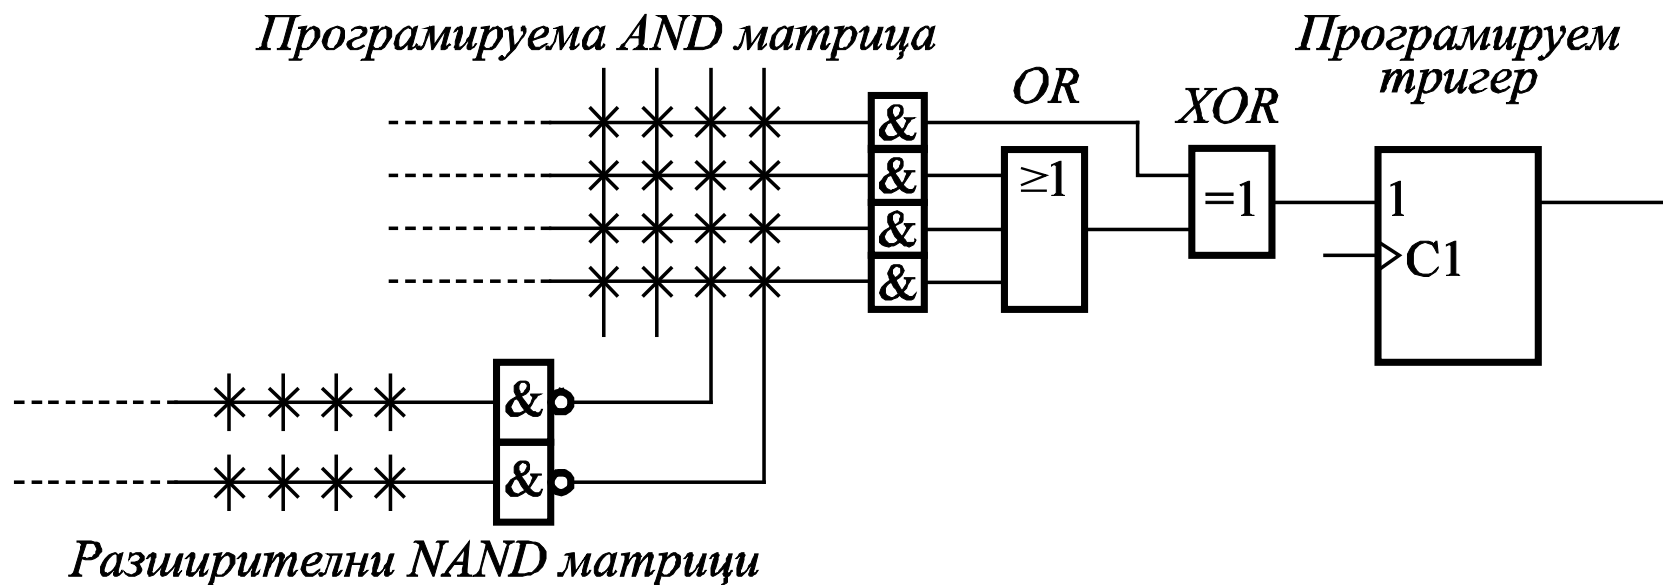 Програмируема AND матрица
Програмируем
тригер
OR
XOR
&
&
&
&
≥1
=1
1
C1
&
&
Разширителни NAND матрици